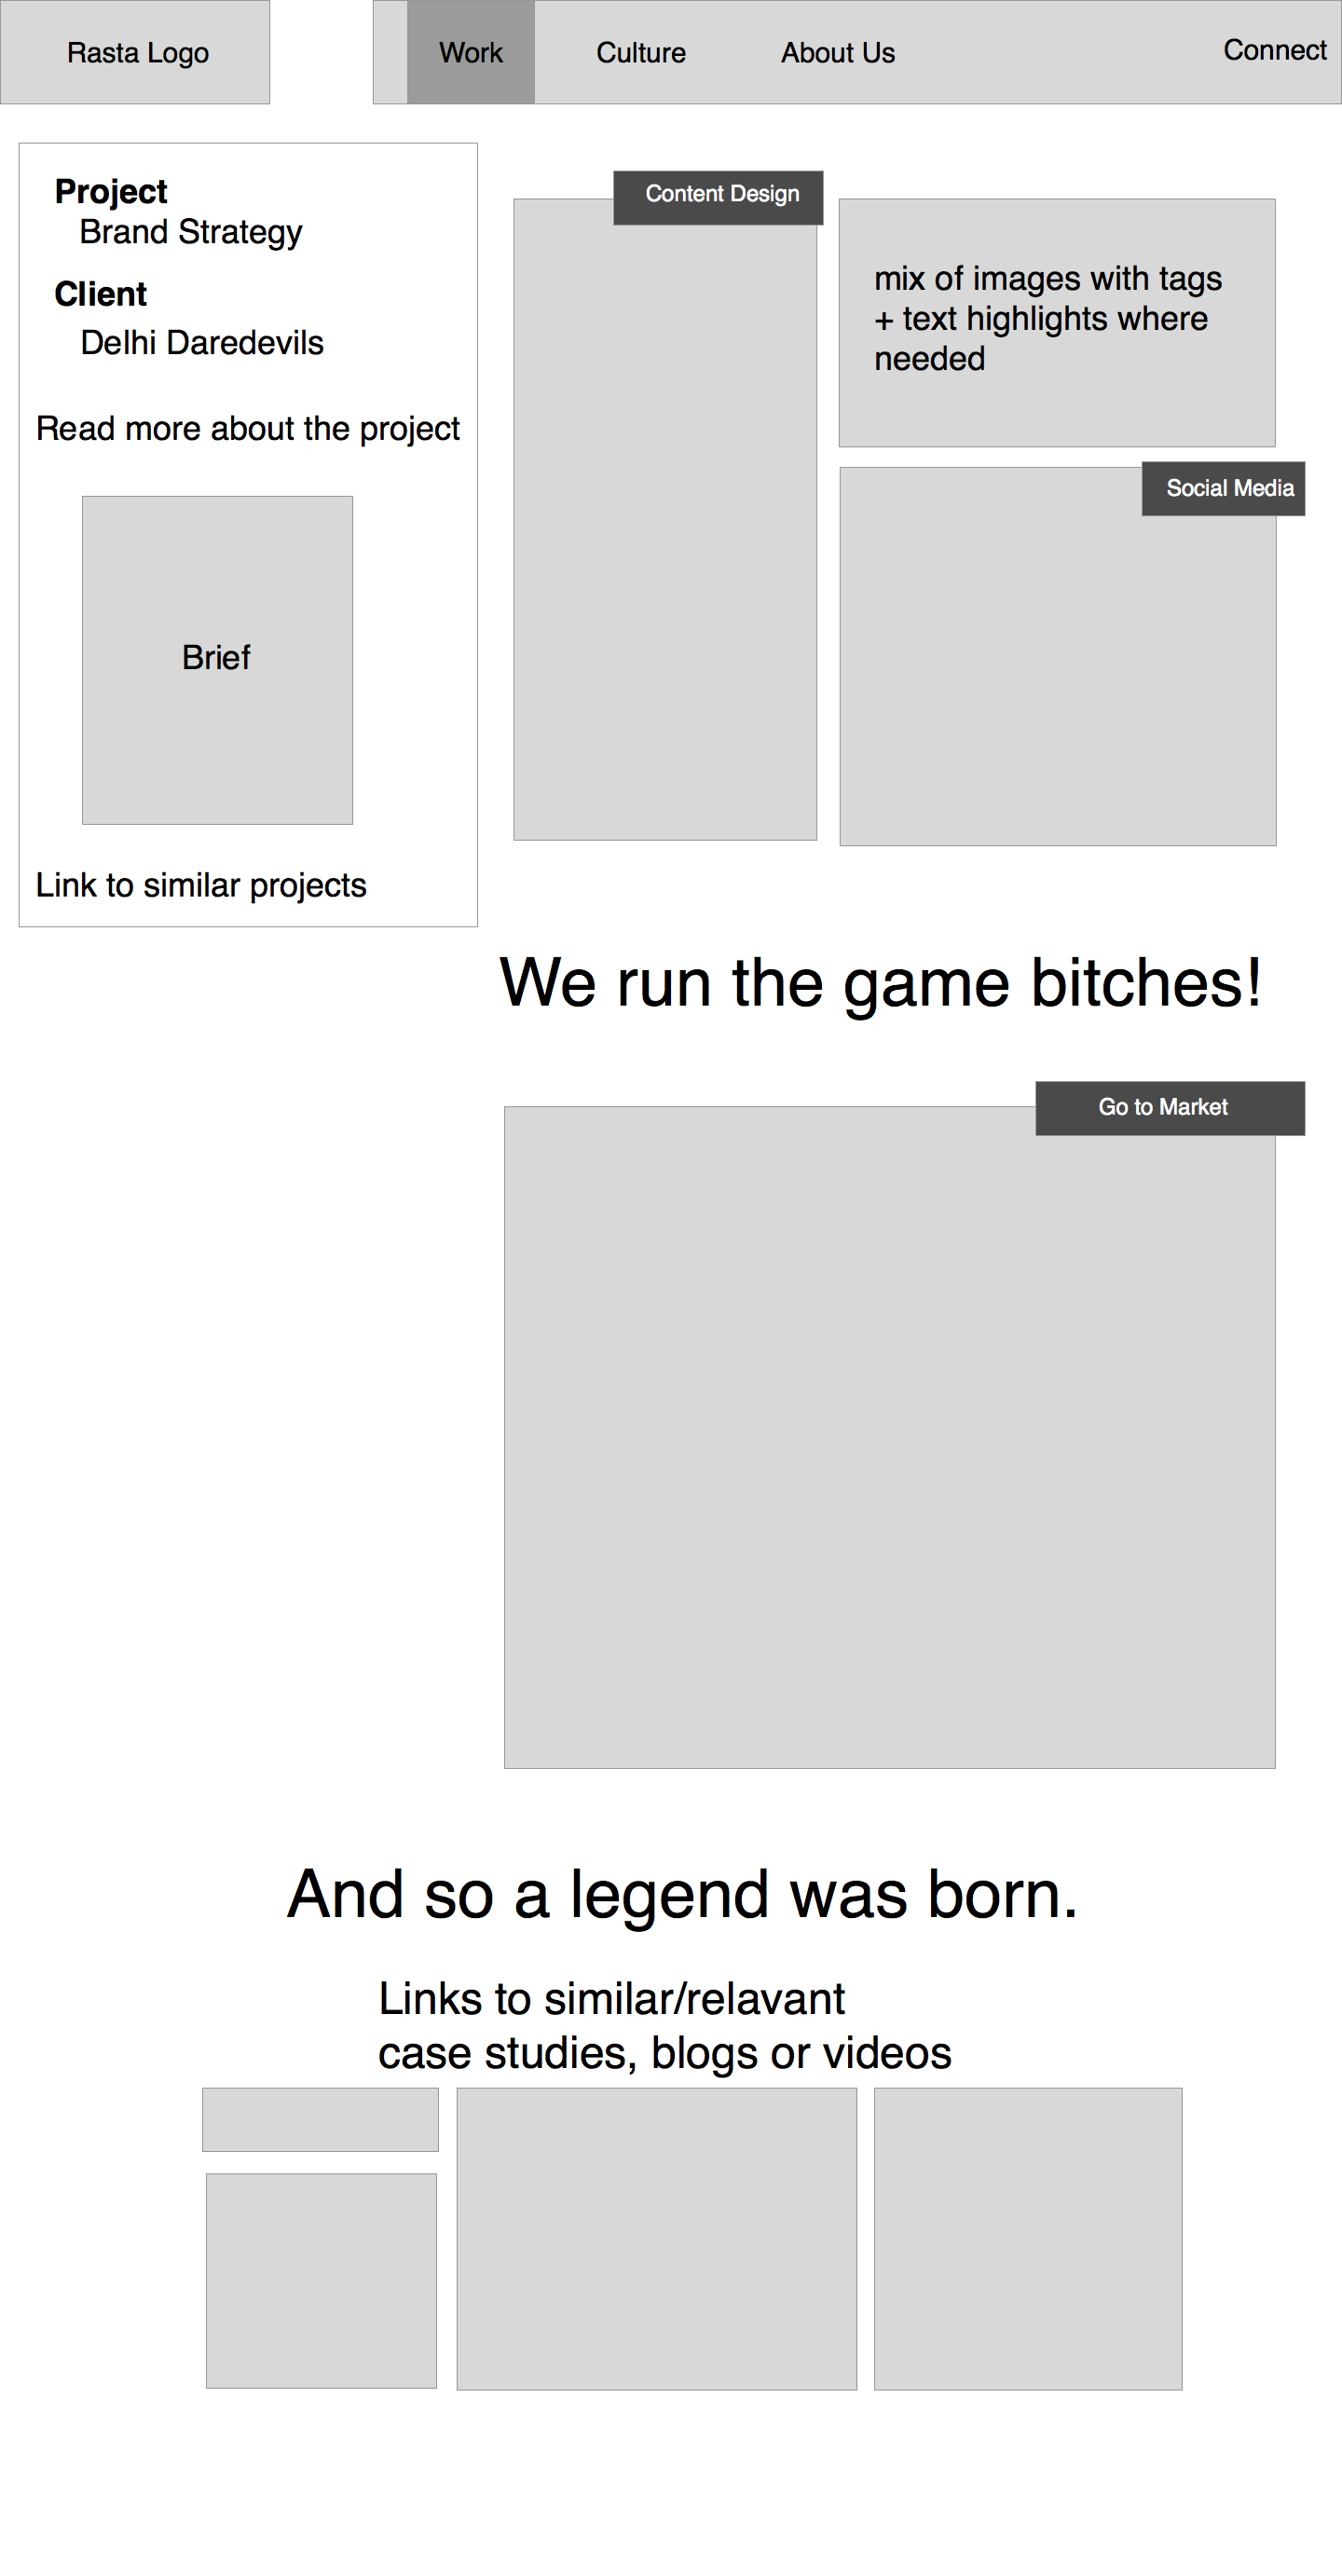 Rasta Logo
Work
Culture
About Us
Connect
Project
Brand Strategy
Client
Delhi Daredevils
Read more about the project
Brief
Link to similar projects
Content Design
mix of images with tags
+ text highlights where
needed
Social Media
We run the game bitches!
Go to Market
And so a legend was born.
Links to similar/relavant
case studies, blogs or videos